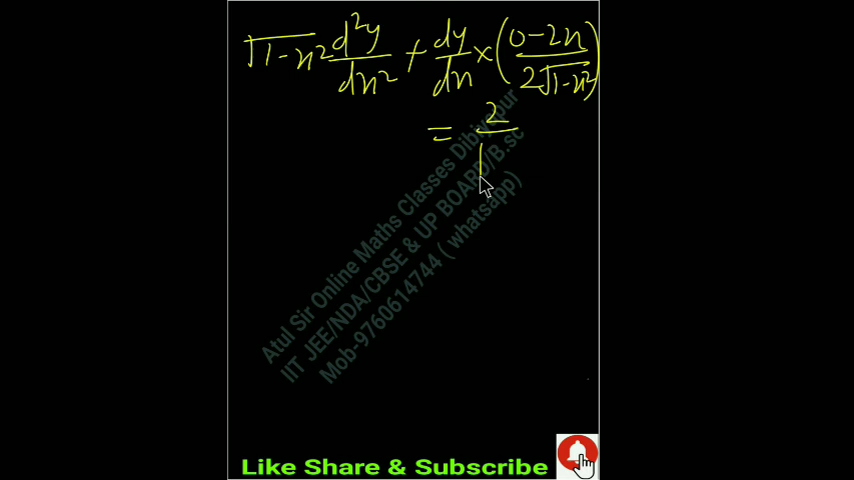 √1-x² d²y/dx² + dy/dx × (0-2x/2√1-x²)
= 2/1
Atul Sir Online Maths Classes Dibiyapur
IIT JEE/NDA/CBSE & UP BOARD/B.sc
Mob-9760614744 ( whatsapp)
Like Share & Subscribe